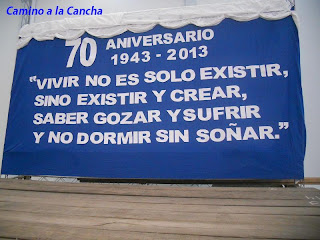 Camino a la Cancha
70 ANIVERSARIO
1943 - 2013
"VIVIR NO ES SOLO EXISTIR,
SINO EXISTIR Y CREAR,
SABER GOZAR Y SUFRIR
Y NO DORMIR SIN SOÑAR."